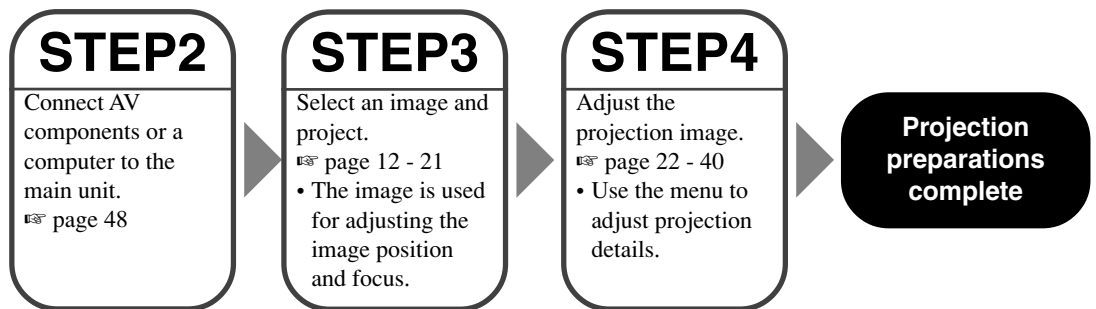 STEP2
Connect AV
components or a
computer to the
main unit.
☞ page 48
STEP3
Select an image and
project.
☞ page 12 - 21
• The image is used
for adjusting the
image position
and focus.
STEP4
Adjust the
projection image.
☞ page 22 - 40
• Use the menu to
adjust projection
details.
Projection
preparations
complete